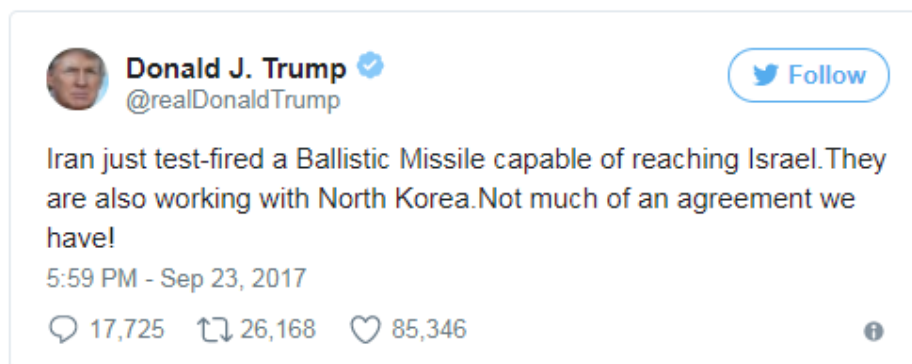 Donald J. Trump
Follow
@realDonaldTrump
Iran just test-fired a Ballistic Missile capable of reaching Israel.They
are also working with North Korea.Not much of an agreement we
have!
5:59 PM - Sep 23, 2017
17,725 26,168 85,346